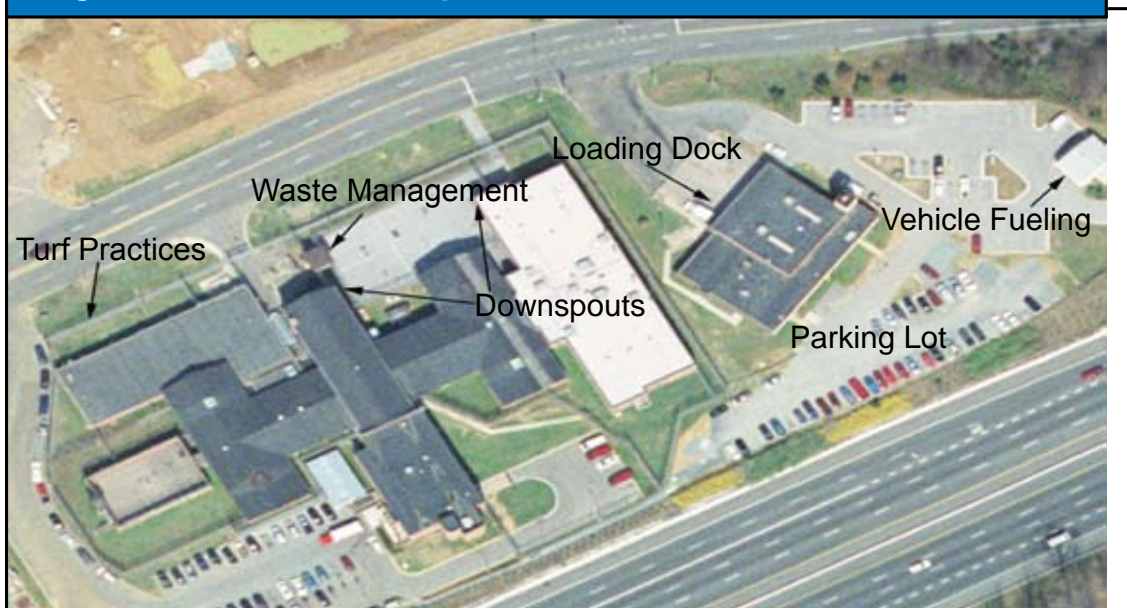 Loading Dock
Waste Management
Vehicle Fueling
Turf Practices
Downspouts
Parking Lot